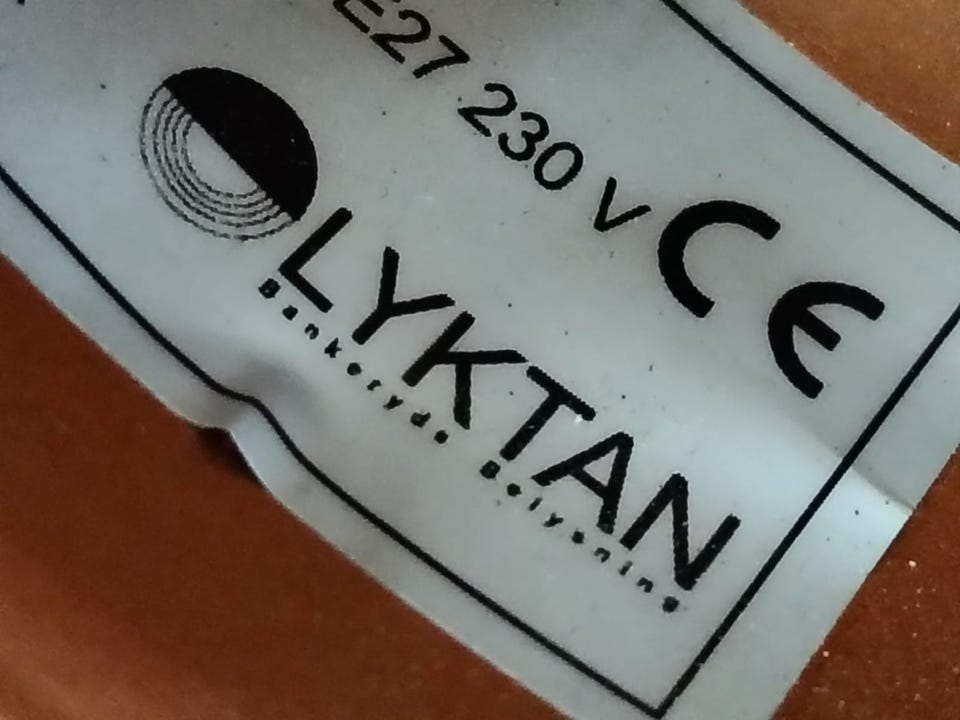 E27 230 V CE
LYKTAN
Bankeryds Belysning